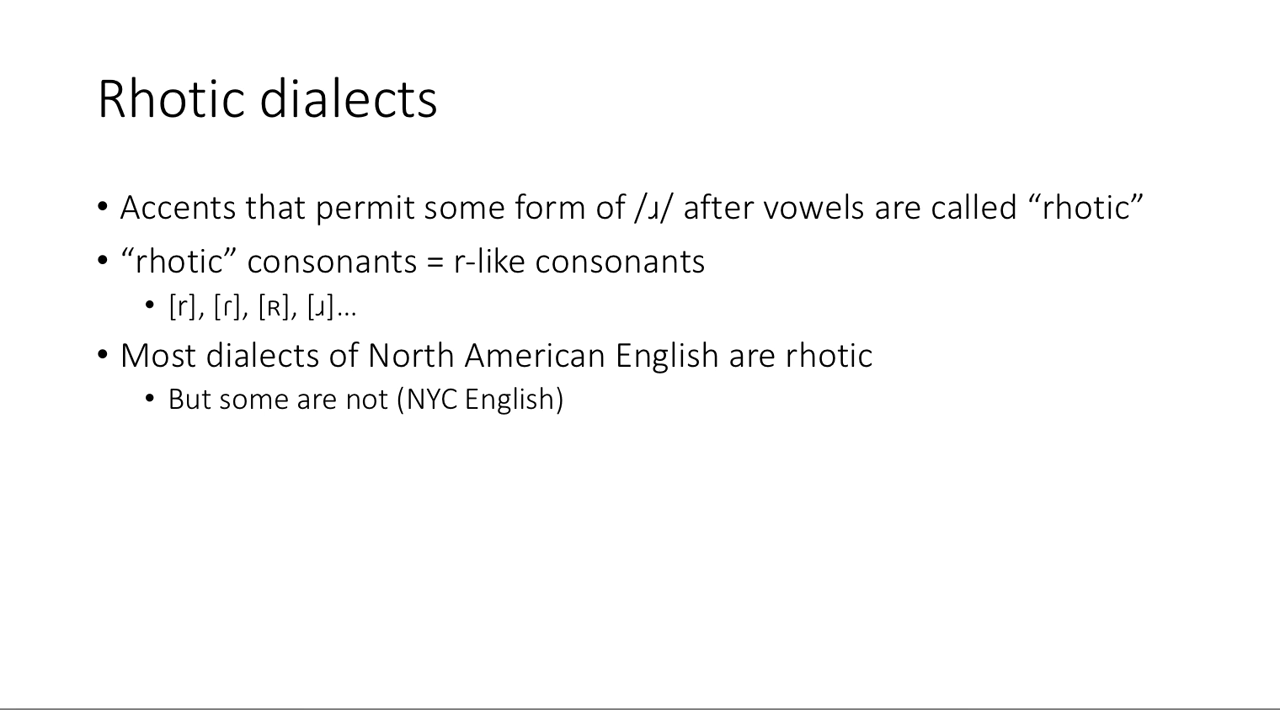 Rhotic dialects
• Accents that permit some form of /ɹ/ after vowels are called “rhotic”
• “rhotic” consonants = r-like consonants
• [r], [ɾ], [ʀ], [ɹ]…
• Most dialects of North American English are rhotic
• But some are not (NYC English)